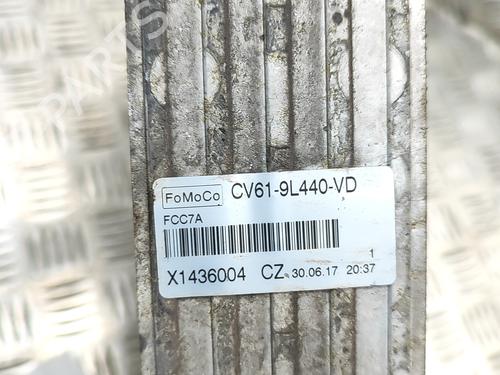 FoMoCo CV61-9L440-VD
FCC7A
1
X1436004 CZ 30.06.17 20:37